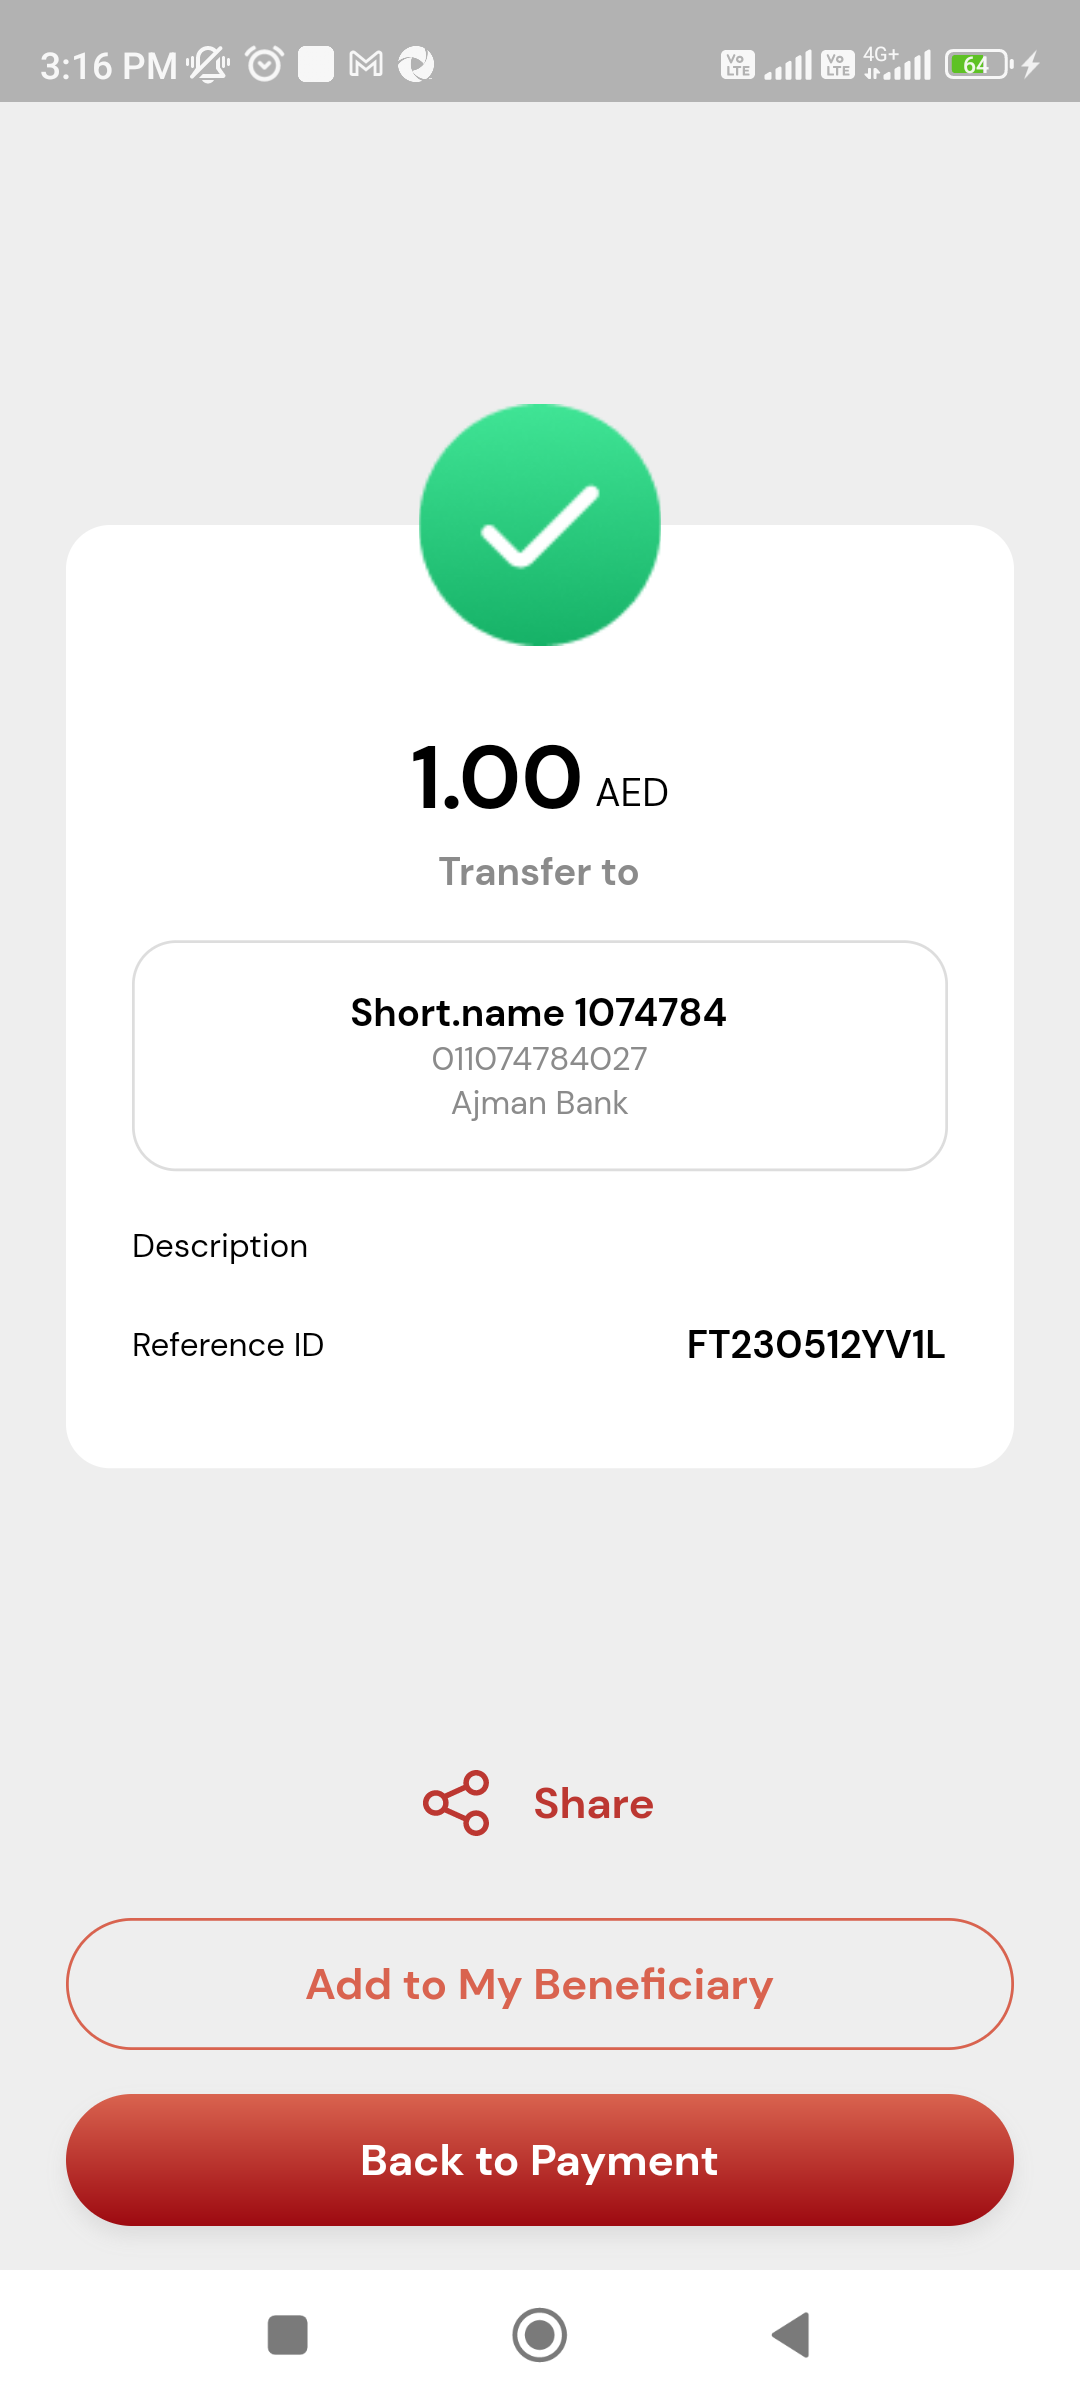 3:16 PM
Vo LTE
Vo LTE
4G+
64
1.00 AED
Transfer to
Short.name 1074784
011074784027
Ajman Bank
Description
Reference ID FT230512YV1L
Share
Add to My Beneficiary
Back to Payment